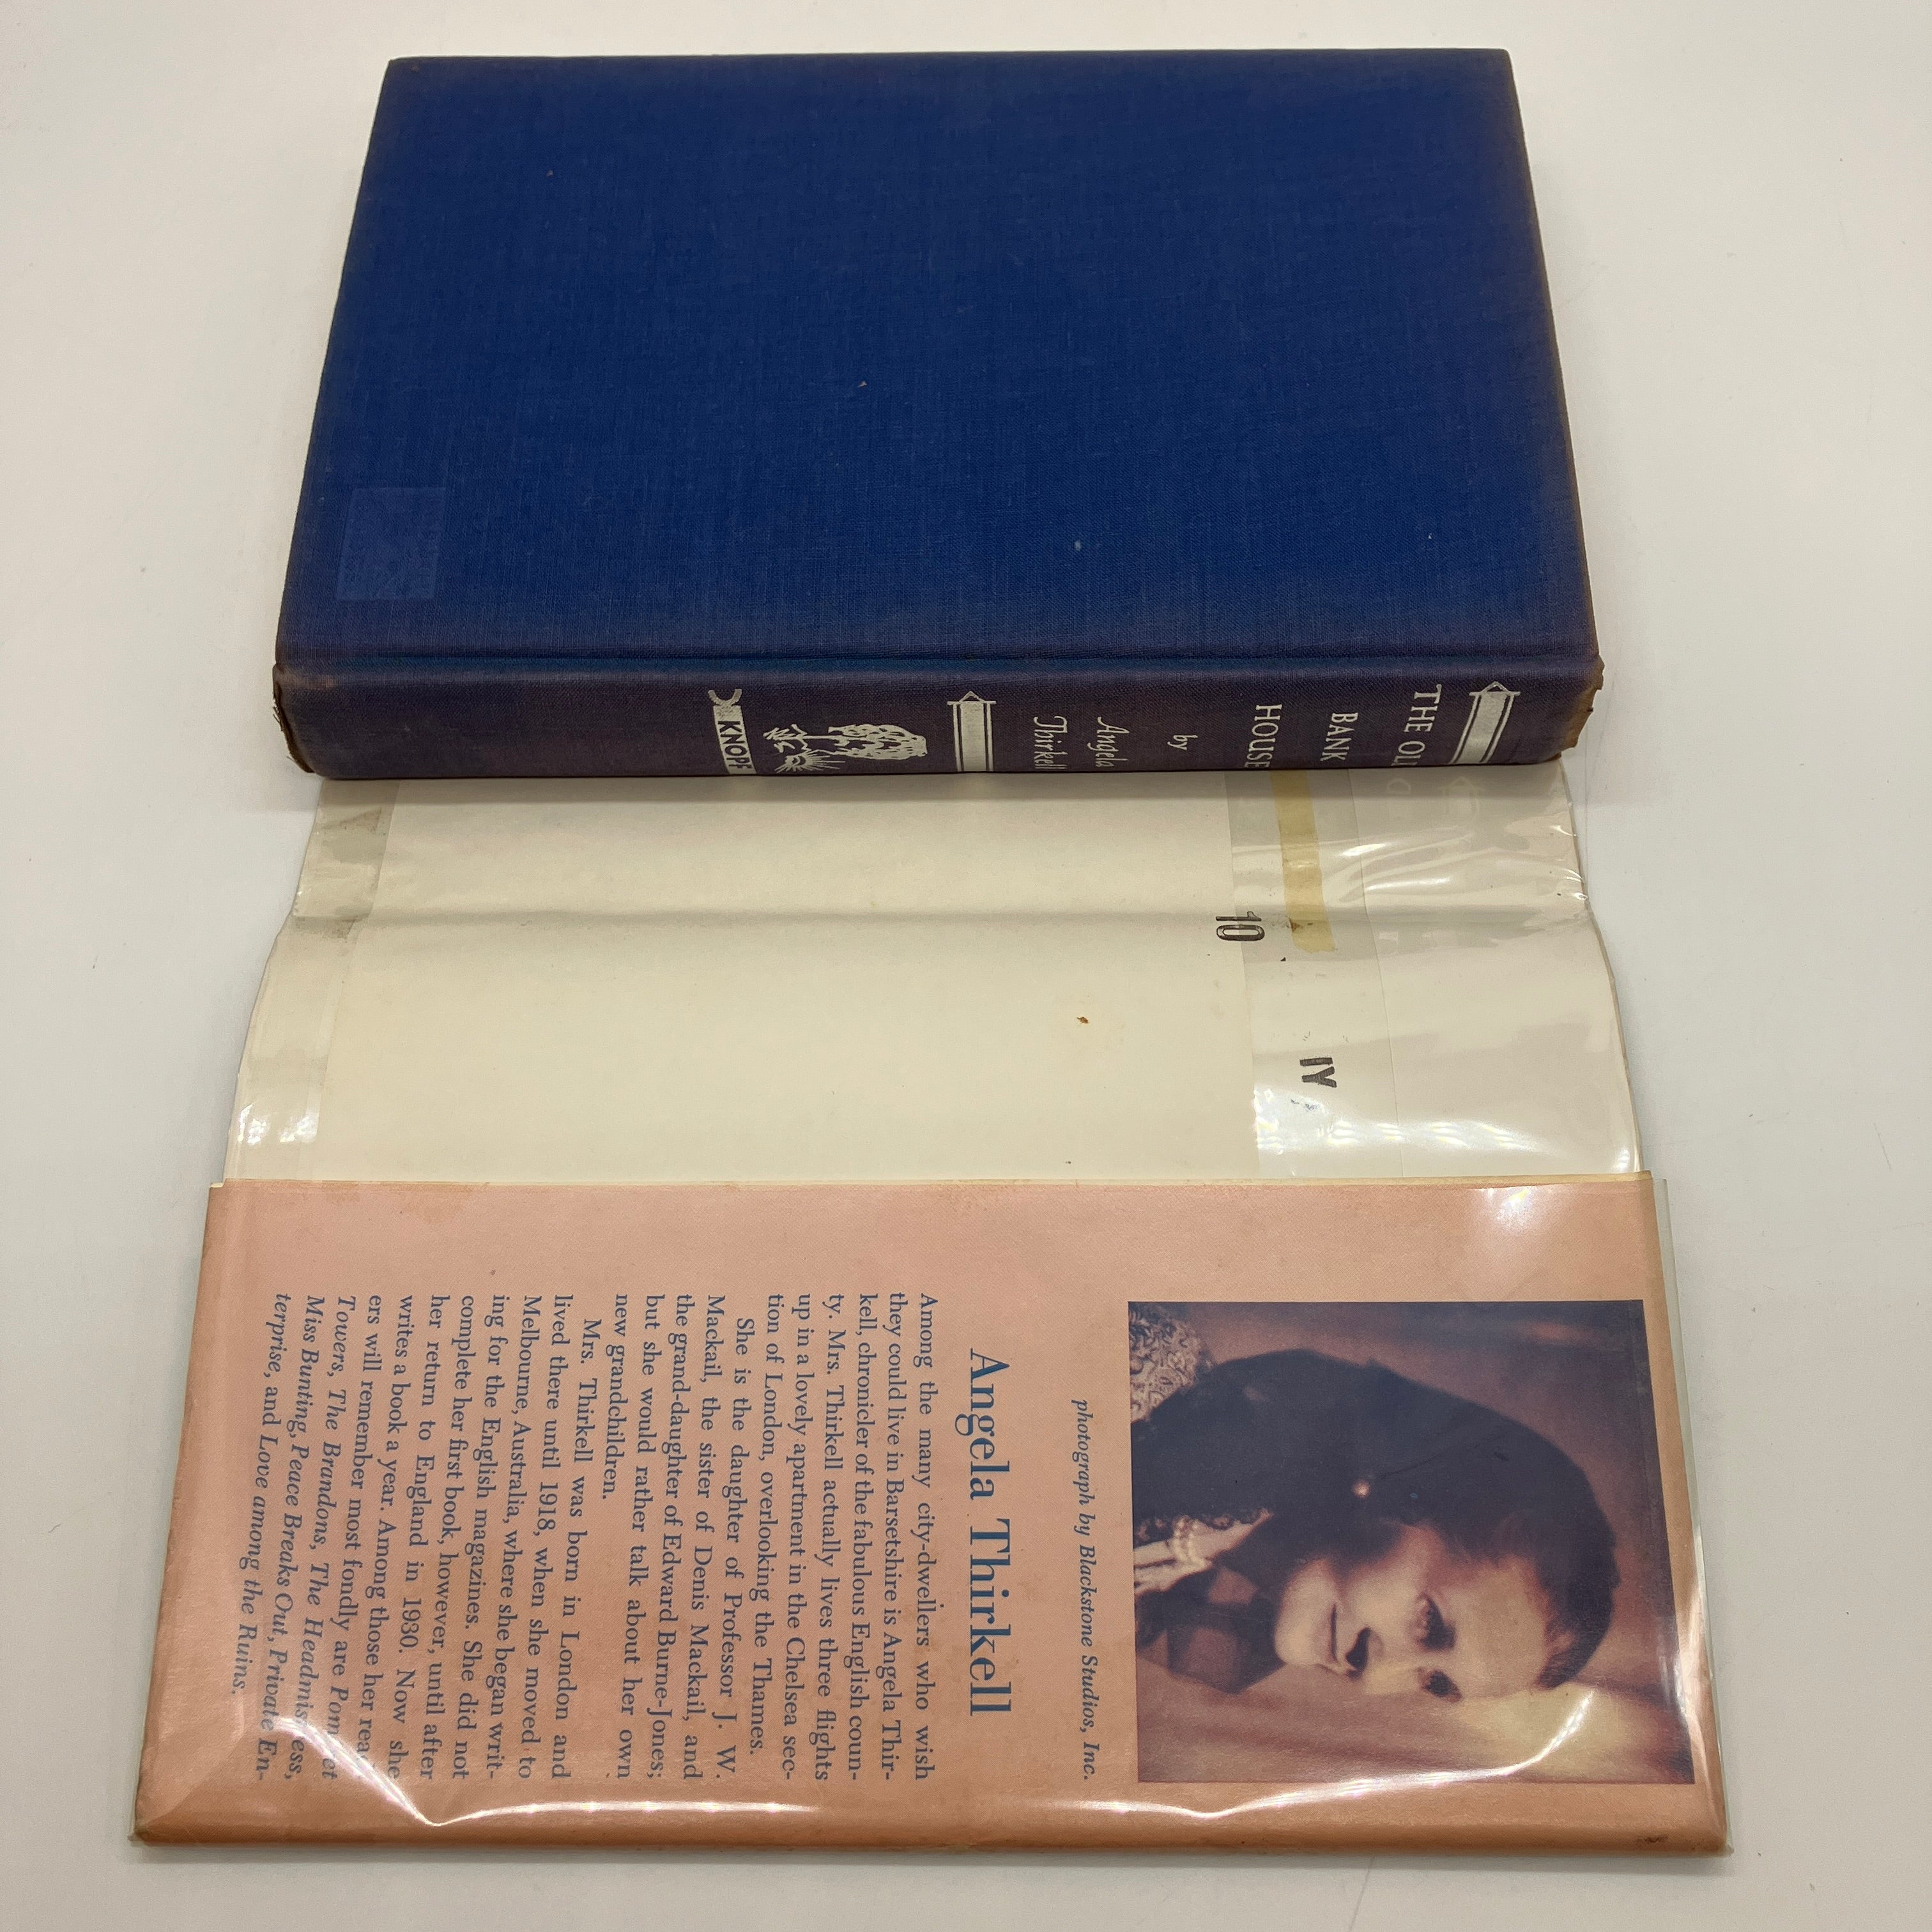 THE OL
BANK
HOUSE
by
Angela
Thirkell
KNOPF
10
IY
photograph by Blackstone Studios, Inc.
Angela Thirkell
Among the many city-dwellers who wish
they could live in Barsetshire is Angela Thir-
kell, chronicler of the fabulous English coun-
ty. Mrs. Thirkell actually lives three flights
up in a lovely apartment in the Chelsea sec-
tion of London, overlooking the Thames.
She is the daughter of Professor J. W.
Mackail, the sister of Denis Mackail, and
the grand-daughter of Edward Burne-Jones;
but she would rather talk about her own
new grandchildren.
Mrs. Thirkell was born in London and
lived there until 1918, when she moved to
Melbourne, Australia, where she began writ-
ing for the English magazines. She did not
complete her first book, however, until after
her return to England in 1930. Now she
writes a book a year. Among those her read-
ers will remember most fondly are Pomfret
Towers, The Brandons, The Headmistress,
Miss Bunting, Peace Breaks Out, Private En-
terprise, and Love among the Ruins.